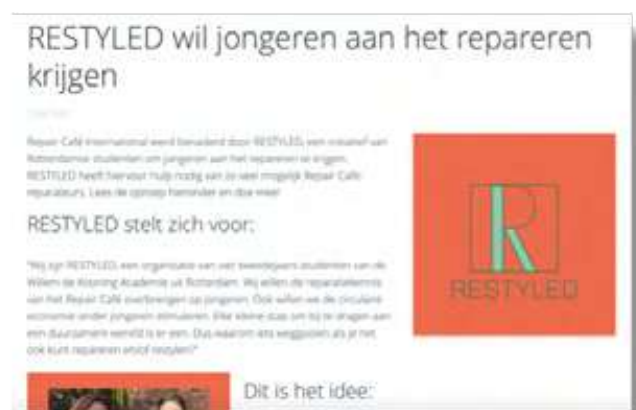 RESTYLED wil jongeren aan het repareren
krijgen
Repair Café International werd benaderd door RESTYLED, een initiatief van
Rotterdamse studenten om jongeren aan het repareren te krijgen.
RESTYLED heeft hiervoor hulp nodig van zo veel mogelijk Repair Café
reparateurs. Lees de oproep hieronder en doe mee!
RESTYLED stelt zich voor:
"Wij zijn RESTYLED, een organisatie van vier tweedejaars studenten van de
Willem de Kooning Academie uit Rotterdam. Wij willen de reparatiekennis
van het Repair Café overbrengen op jongeren. Ook willen we de circulaire
economie onder jongeren stimuleren. Elke kleine stap om bij te dragen aan
een duurzamere wereld is er een. Dus waarom iets weggooien als je het
ook kunt repareren en/of restylen?"
R
RESTYLED
Dit is het idee: